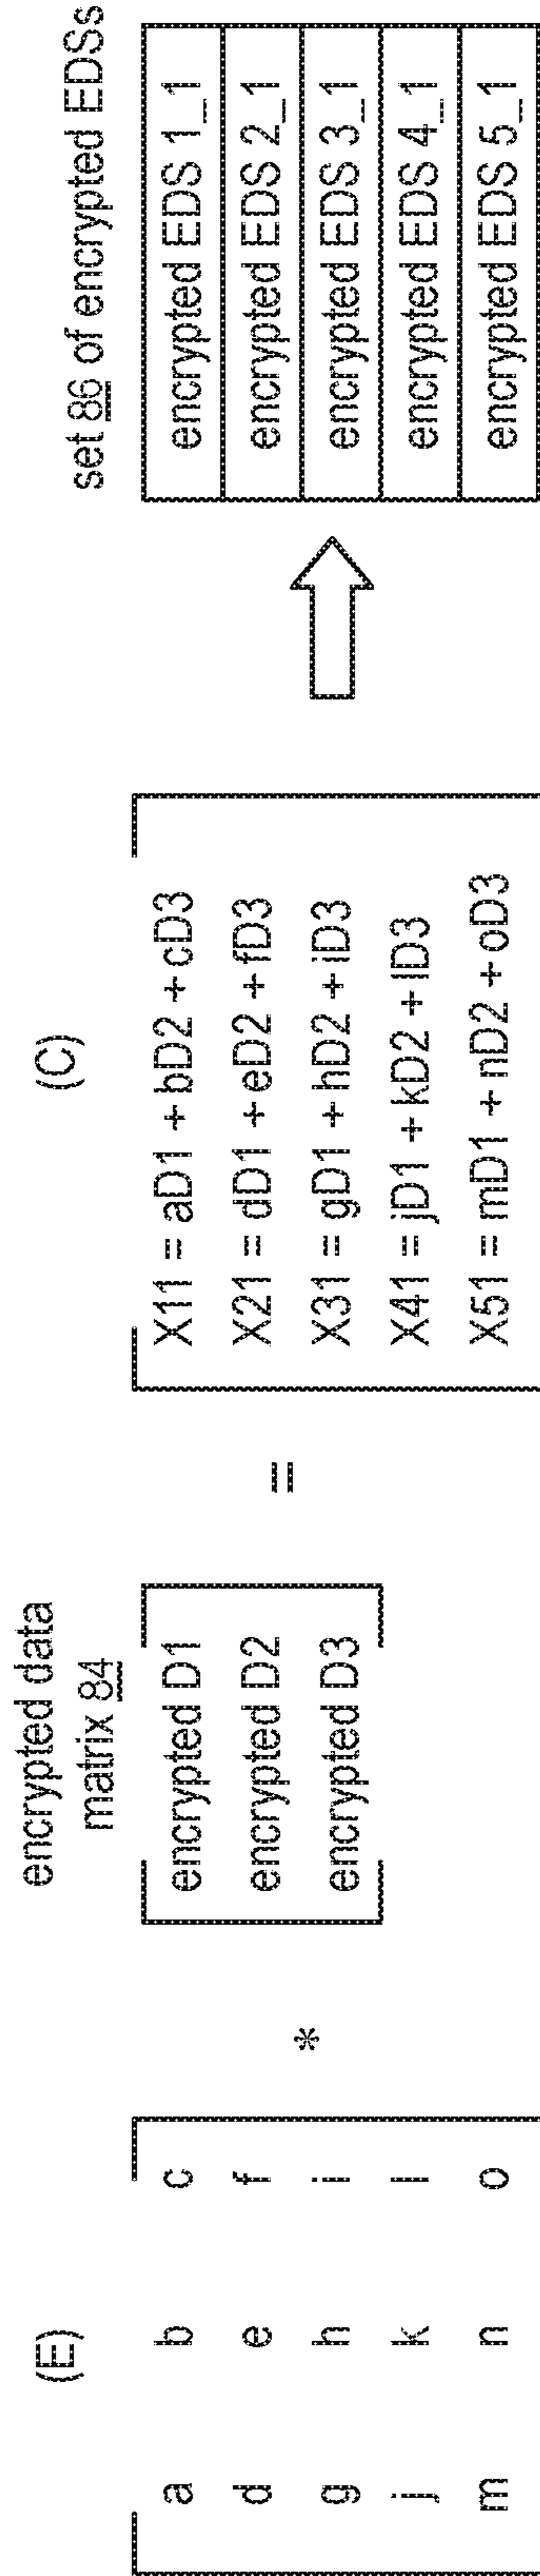 (E)
a b c
d e f
g h i
j k l
m n o
*
encrypted data
matrix 84
encrypted D1
encrypted D2
encrypted D3
=
(C)
X11 = aD1 + bD2 + cD3
X21 = dD1 + eD2 + fD3
X31 = gD1 + hD2 + iD3
X41 = jD1 + kD2 + lD3
X51 = mD1 + nD2 + oD3
set 86 of encrypted EDSs
encrypted EDS 1_1
encrypted EDS 2_1
encrypted EDS 3_1
encrypted EDS 4_1
encrypted EDS 5_1